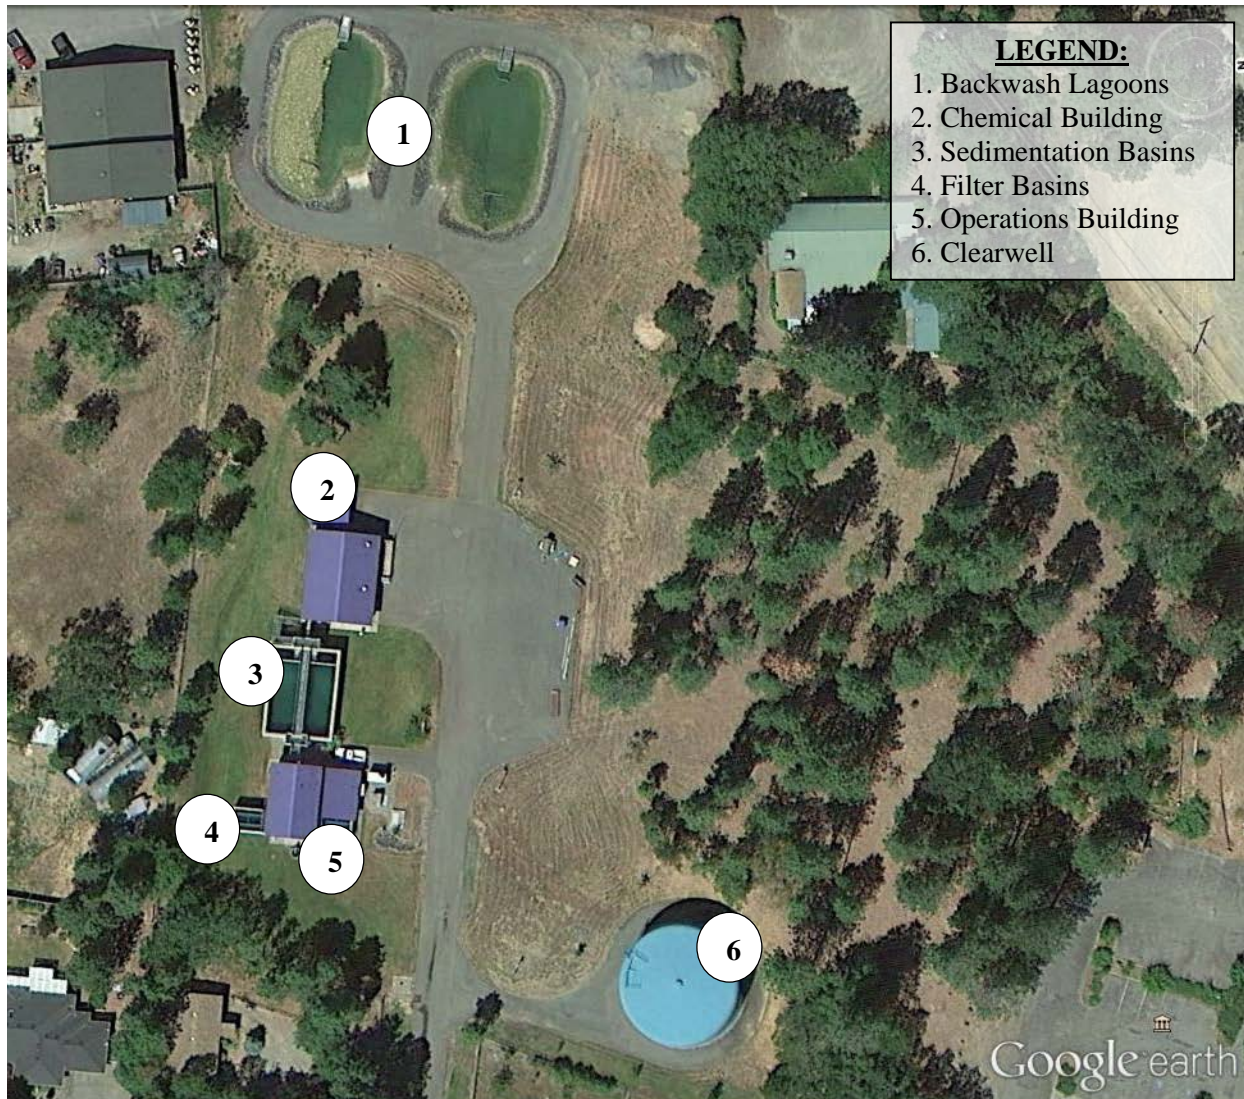 LEGEND:
1. Backwash Lagoons
2. Chemical Building
3. Sedimentation Basins
4. Filter Basins
5. Operations Building
6. Clearwell
1
2
3
4
5
6
Google earth